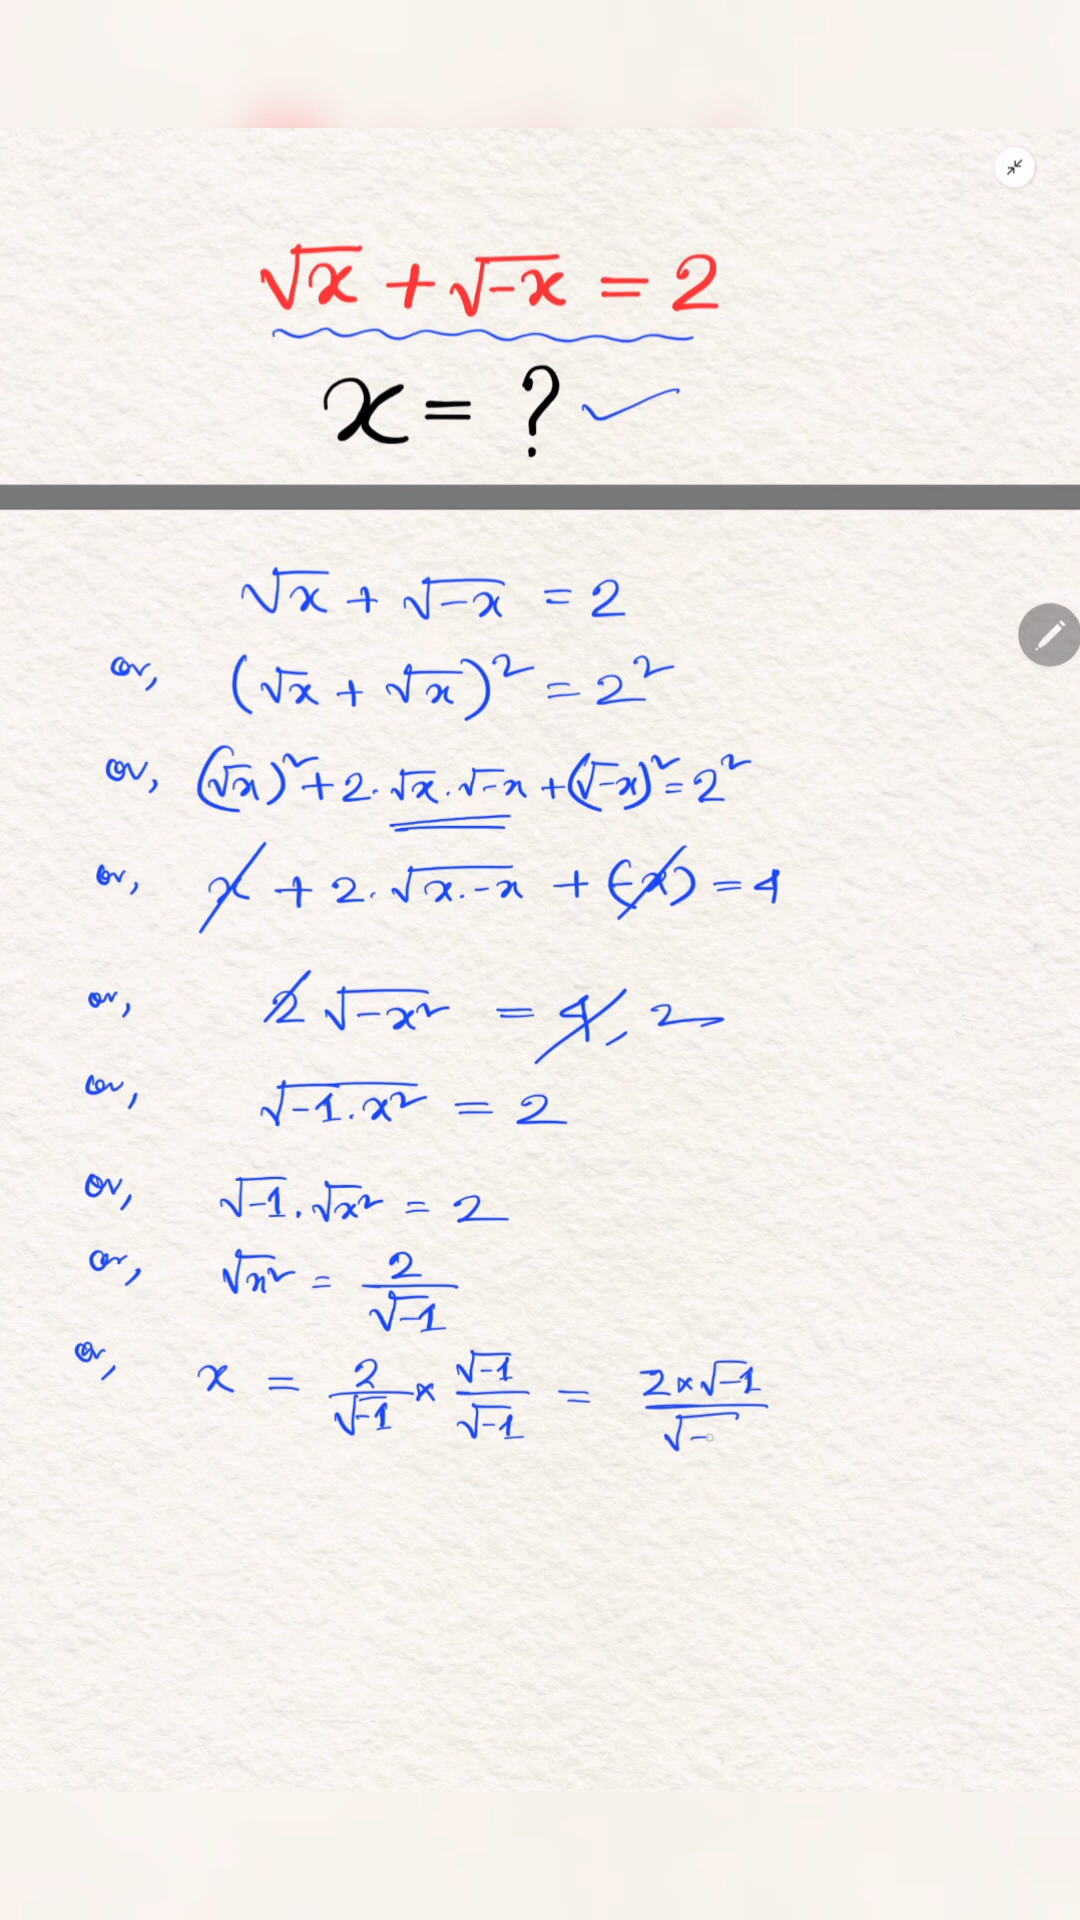 √x + √-x = 2
x = ?
√x + √-x = 2
or, (√x + √x)² = 2²
or, (√x)² + 2. √x . √-x + (√-x)² = 2²
or, x + 2. √x.-x + (-x) = 4
or, 2 √-x² = 4, 2
or, √-1.x² = 2
or, √-1 . √x² = 2
or, √x² = 2/√-1
or, x = 2/√-1 × √-1/√-1 = 2×√-1/√-